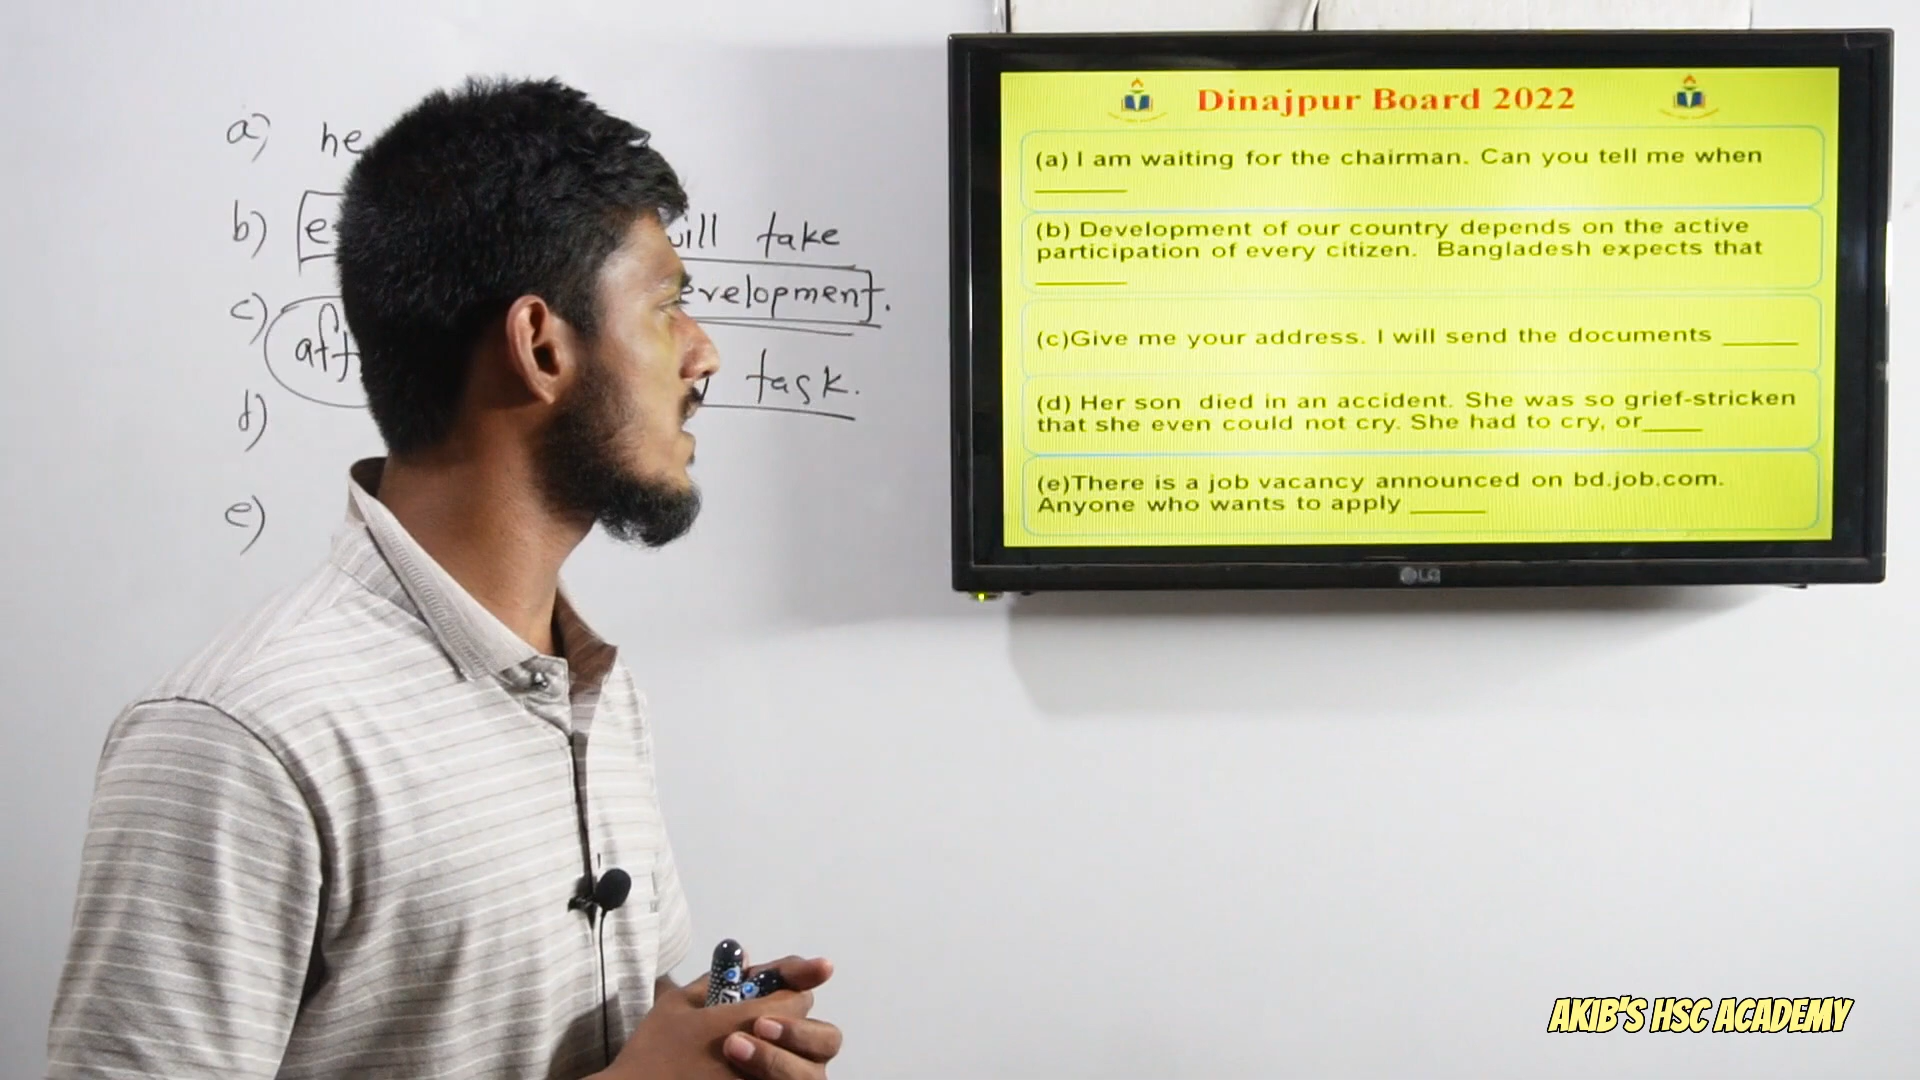 a) he
b) will take
development.
c) task.
d)
e)
Dinajpur Board 2022
(a) I am waiting for the chairman. Can you tell me when
______
(b) Development of our country depends on the active
participation of every citizen. Bangladesh expects that
______
(c)Give me your address. I will send the documents _____
(d) Her son died in an accident. She was so grief-stricken
that she even could not cry. She had to cry, or____
(e)There is a job vacancy announced on bd.job.com.
Anyone who wants to apply _____
LG
AKIB'S HSC ACADEMY